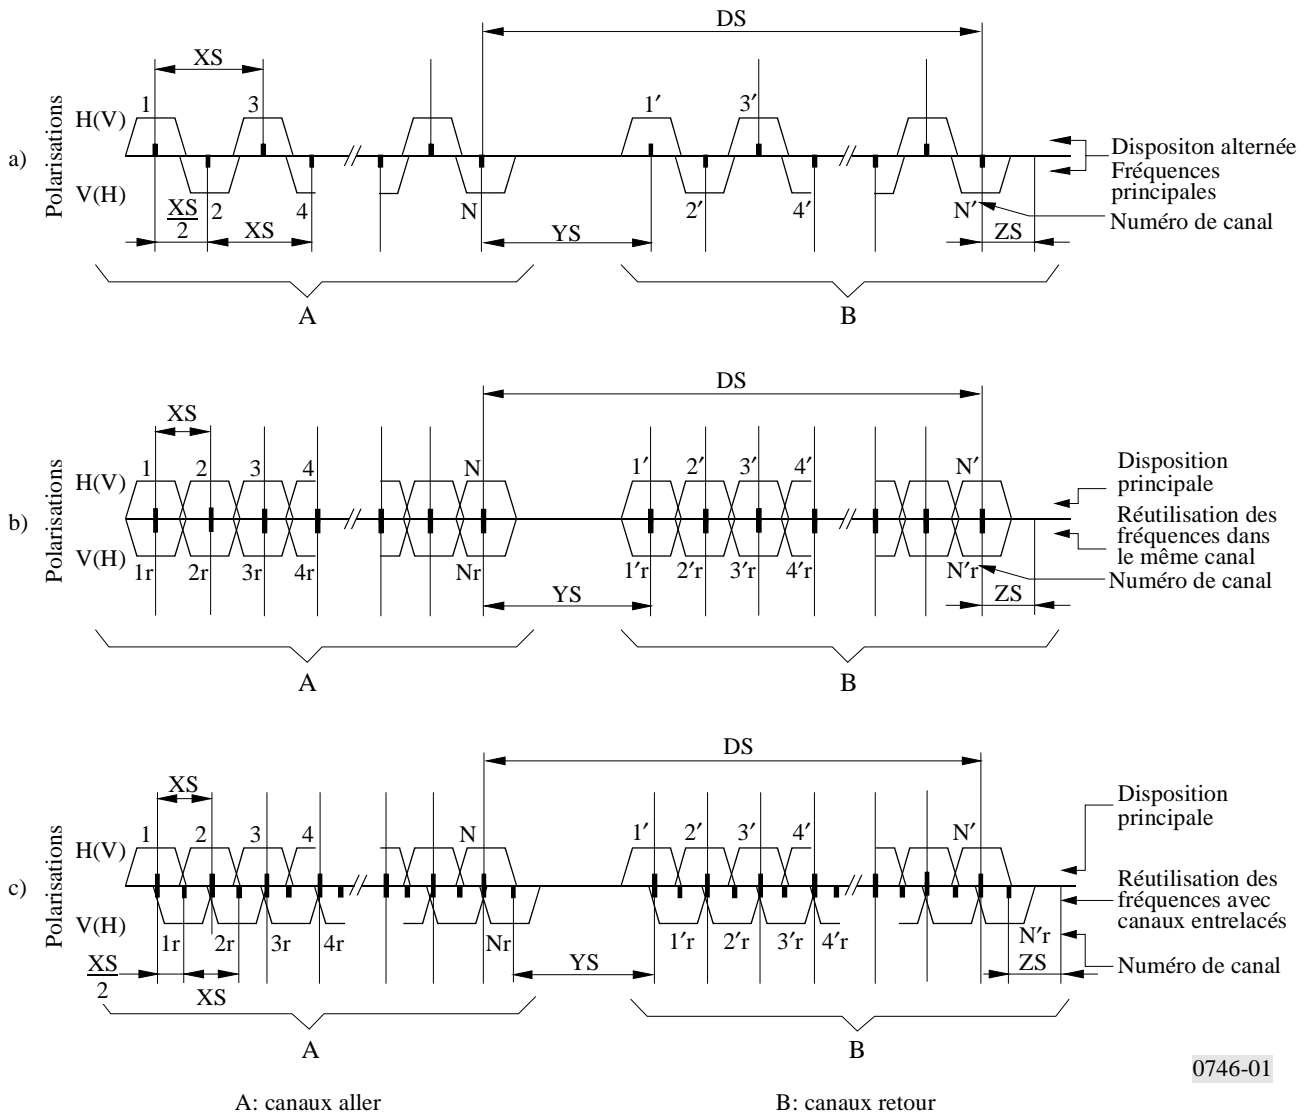 a)
Polarisations
H(V)
V(H)
DS
XS
1
3
1′
3′
XS
2
2
4
XS
N
YS
2′
4′
N′
ZS
Dispositon alternée
Fréquences
principales
Numéro de canal
A
B
b)
Polarisations
H(V)
V(H)
DS
XS
1
2
3
4
N
1′
2′
3′
4′
N′
1r
2r
3r
4r
Nr
1'r
2′r
3′r
4′r
N′r
YS
ZS
Disposition
principale
Réutilisation des
fréquences dans
le même canal
Numéro de canal
A
B
c)
Polarisations
H(V)
V(H)
DS
XS
1
2
3
4
N
1′
2′
3′
4′
N′
1r
2r
3r
4r
Nr
1'r
2′r
3′r
4′r
N′r
XS
2
XS
YS
ZS
Disposition
principale
Réutilisation des
fréquences avec
canaux entrelacés
Numéro de canal
A
B
0746-01
A: canaux aller
B: canaux retour